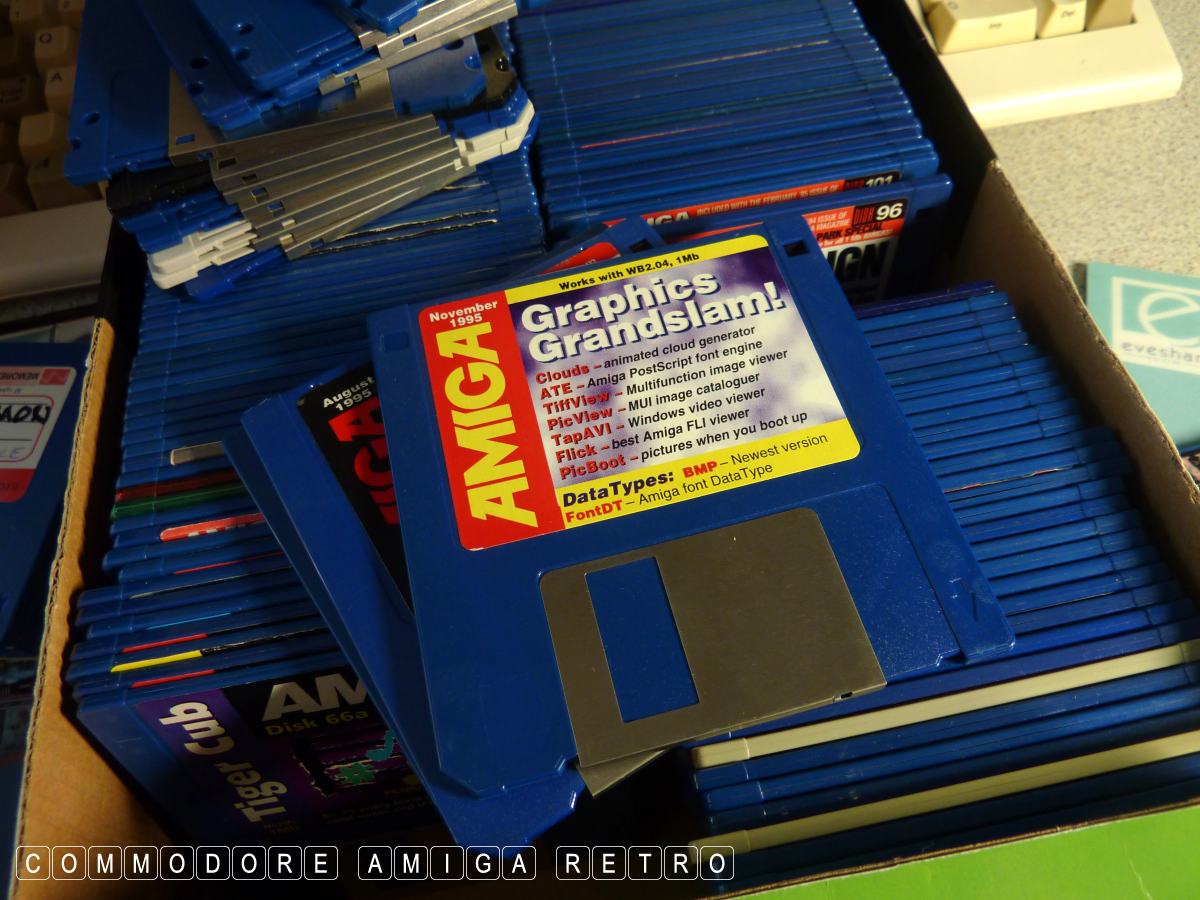 Works with WB2.04, 1Mb
November
1995
AMIGA
Graphics
Grandslam!
Clouds – animated cloud generator
ATE – Amiga PostScript font engine
TiffView – Multifunction image viewer
PicView – MUI image cataloguer
TapAVI – Windows video viewer
Flick – best Amiga FLI viewer
PicBoot – pictures when you boot up
DataTypes: BMP – Newest version
FontDT – Amiga font DataType
August
1995
INCLUDED WITH THE FEBRUARY 95 ISSUE OF
DISK 101
DISK 96
Disk 66a
Tiger Cub
evesha
Q
A
COMMODORE AMIGA RETRO